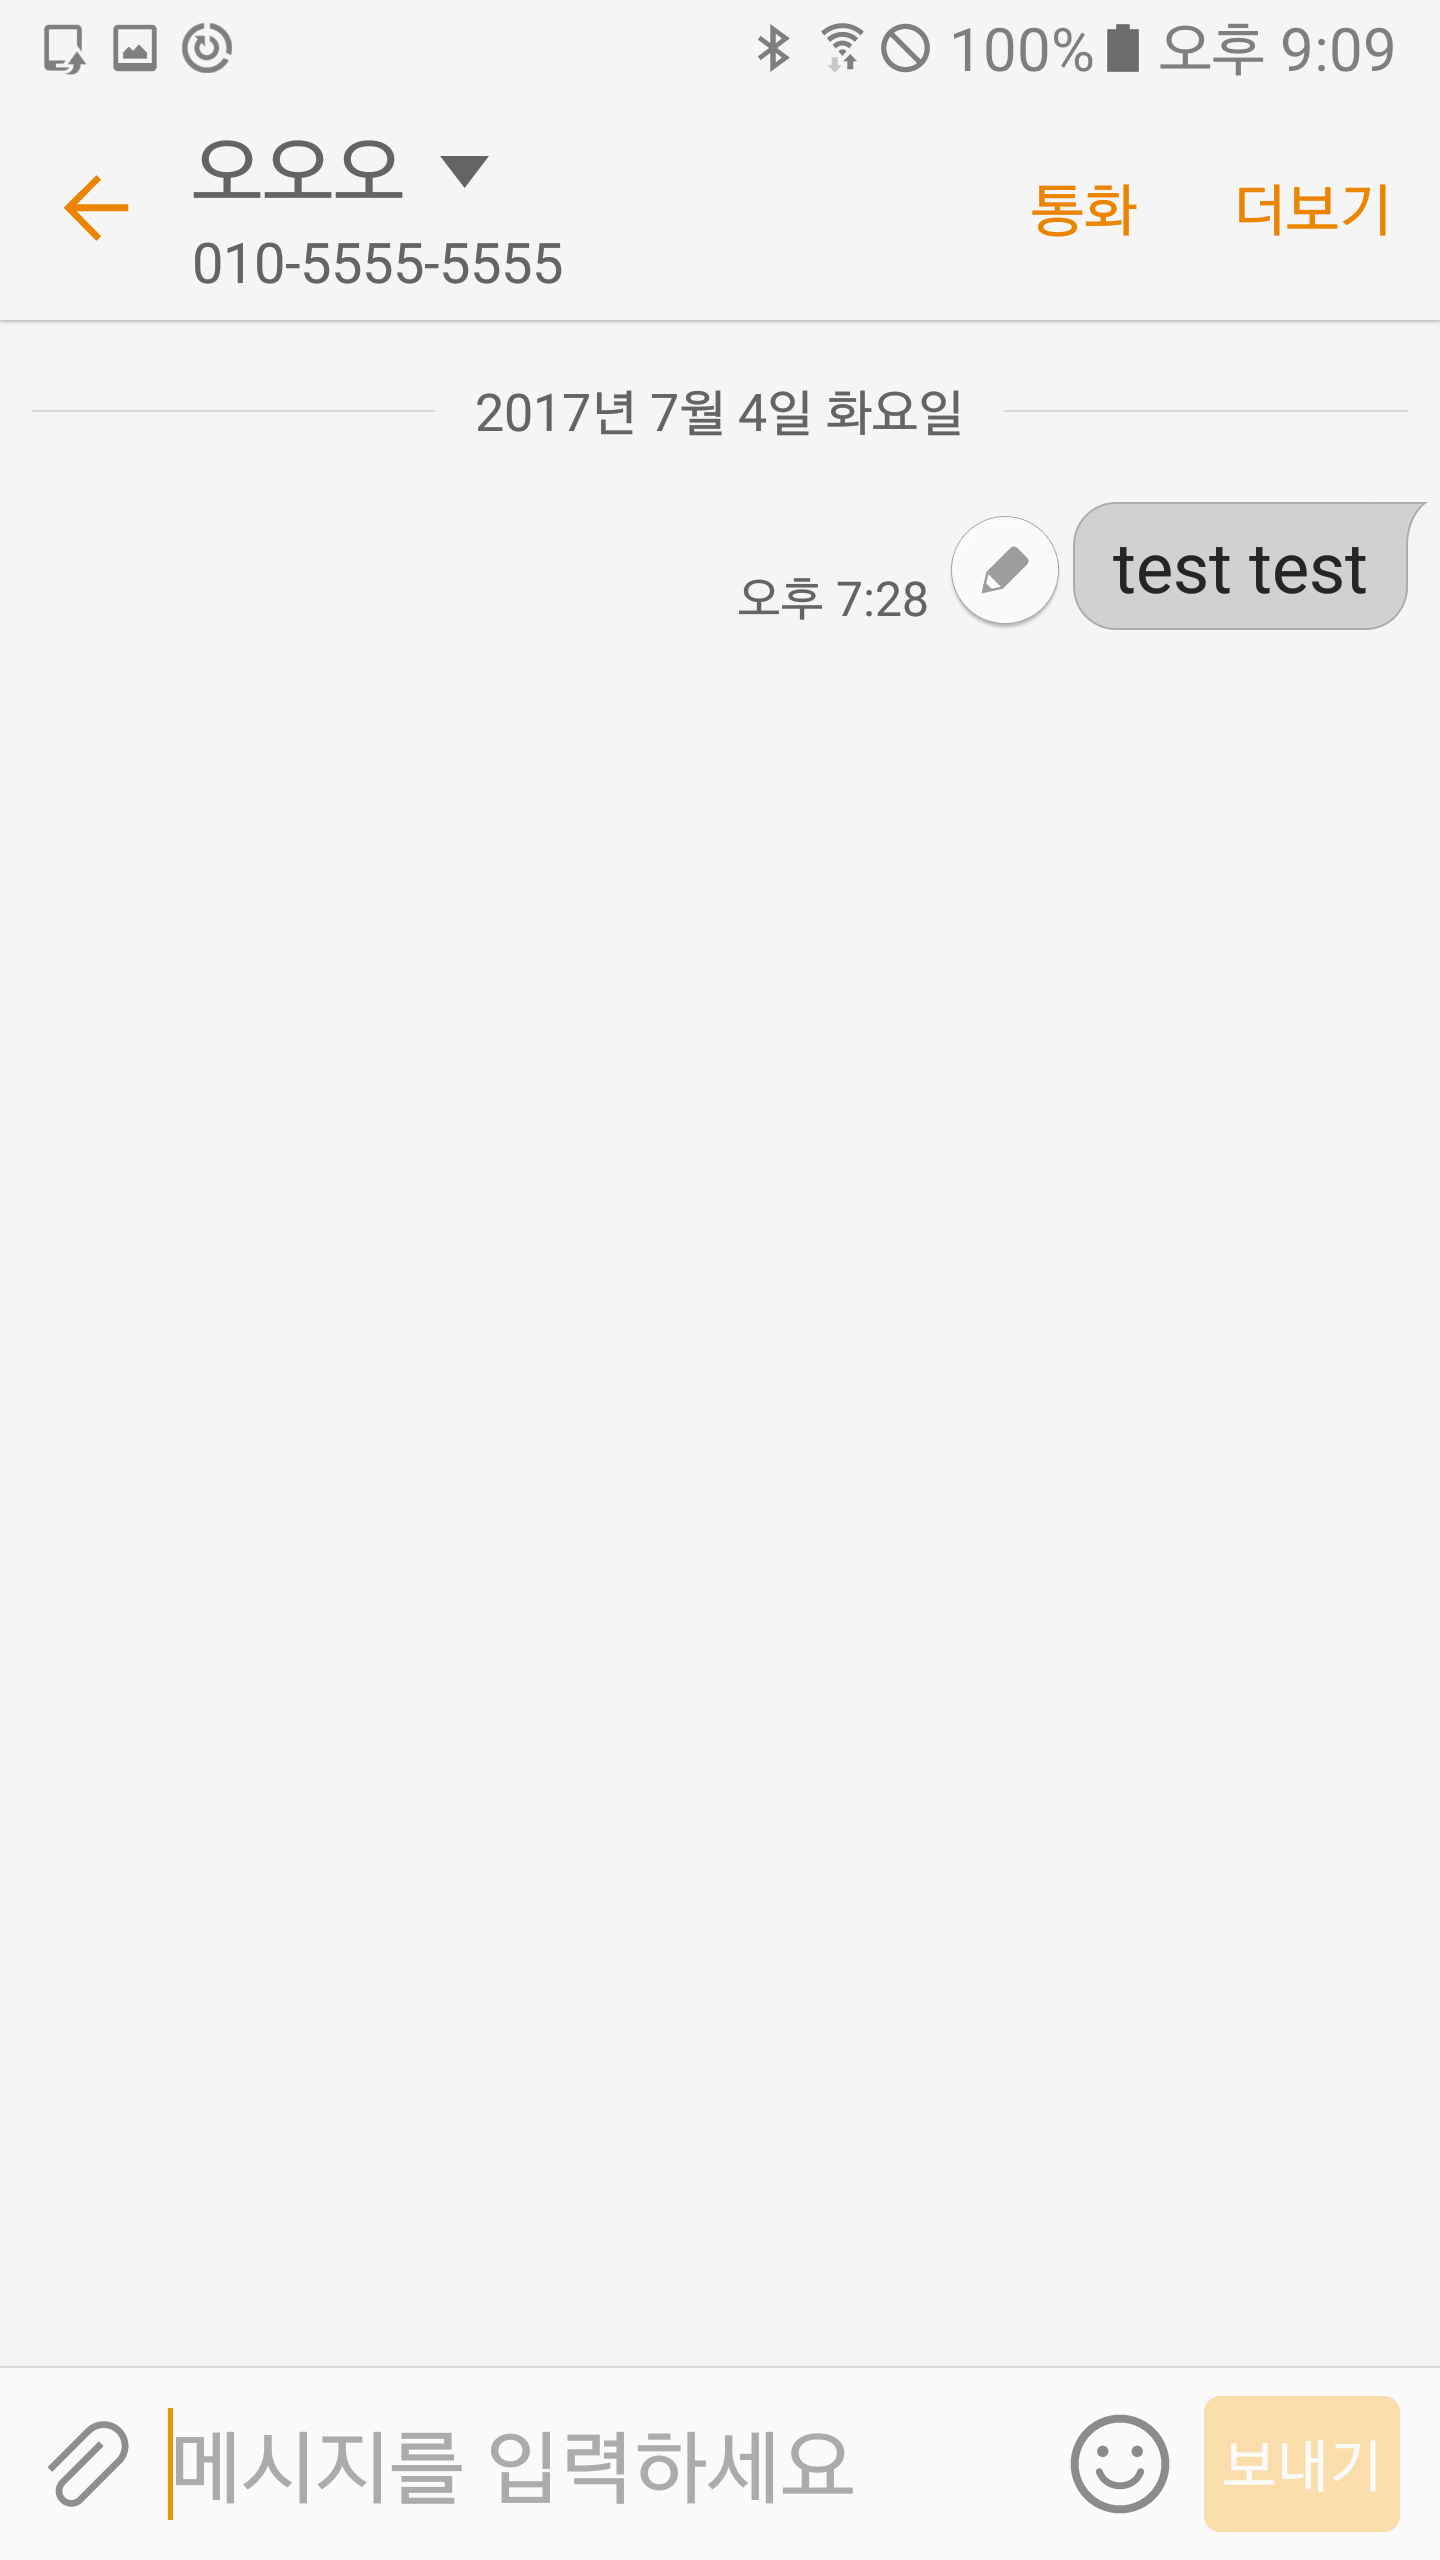 100% 오후 9:09
오오오
통화 더보기
010-5555-5555
2017년 7월 4일 화요일
test test
오후 7:28
메시지를 입력하세요
보내기